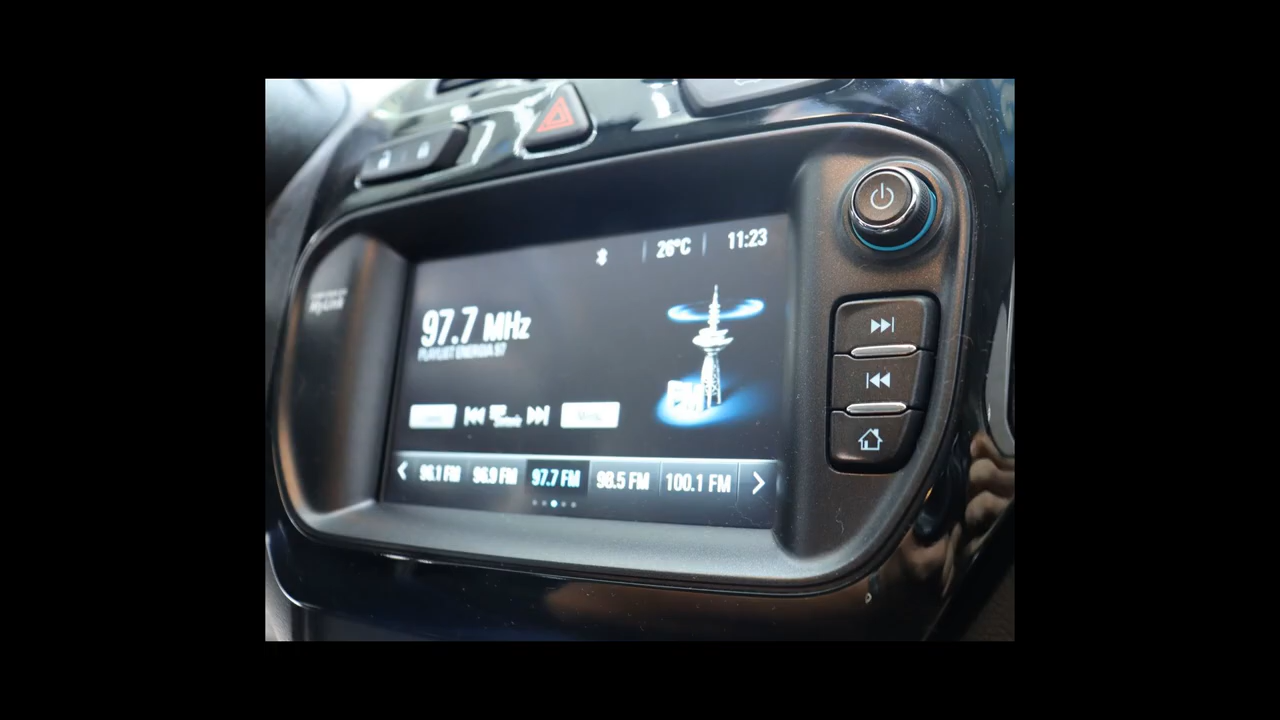 26°C 11:23
97.7 MHz
PLAYLIST ENERGIA 97
FM
96.1 FM 96.9 FM 97.7 FM 98.5 FM 100.1 FM